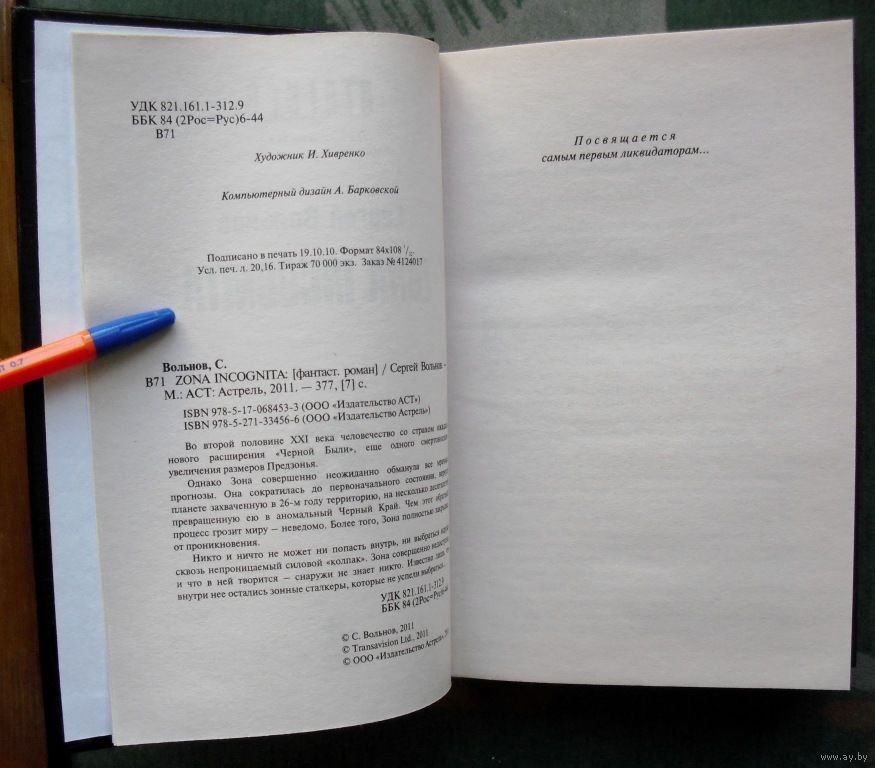 УДК 821.161.1-312.9
ББК 84 (2Рос=Рус)6-44
В71
Художник И. Хивренко
Компьютерный дизайн А. Барковской
Подписано в печать 19.10.10. Формат 84х108 1/32.
Усл. печ. л. 20,16. Тираж 70 000 экз. Заказ № 4124017
Вольнов, С.
В71 ZONA INCOGNITA: [фантаст. роман] / Сергей Вольнов –
М.: АСТ: Астрель, 2011. — 377, [7] с.
ISBN 978-5-17-068453-3 (ООО «Издательство АСТ»)
ISBN 978-5-271-33456-6 (ООО «Издательство Астрель»)
Во второй половине XXI века человечество со страхом
нового расширения «Черной Были», еще одного
увеличения размеров Предзонья.
Однако Зона совершенно неожиданно обманула все
прогнозы. Она сократилась до первоначального состояния,
планете захваченную в 26-м году территорию, на несколько
превращенную ею в аномальный Черный Край. Чем этот
процесс грозит миру – неведомо. Более того, Зона полностью
от проникновения.
Никто и ничто не может ни попасть внутрь, ни выбраться
сквозь непроницаемый силовой «колпак». Зона совершенно
и что в ней творится – снаружи не знает никто. Известно лишь,
внутри нее остались зонные сталкеры, которые не успели выбраться...
УДК 821.161.1-312.9
ББК 84 (2Рос=Рус)6-44
© С. Вольнов, 2011
© Transavision Ltd., 2011
© ООО «Издательство Астрель»,
Посвящается
самым первым ликвидаторам...
0.7
www.ay.by